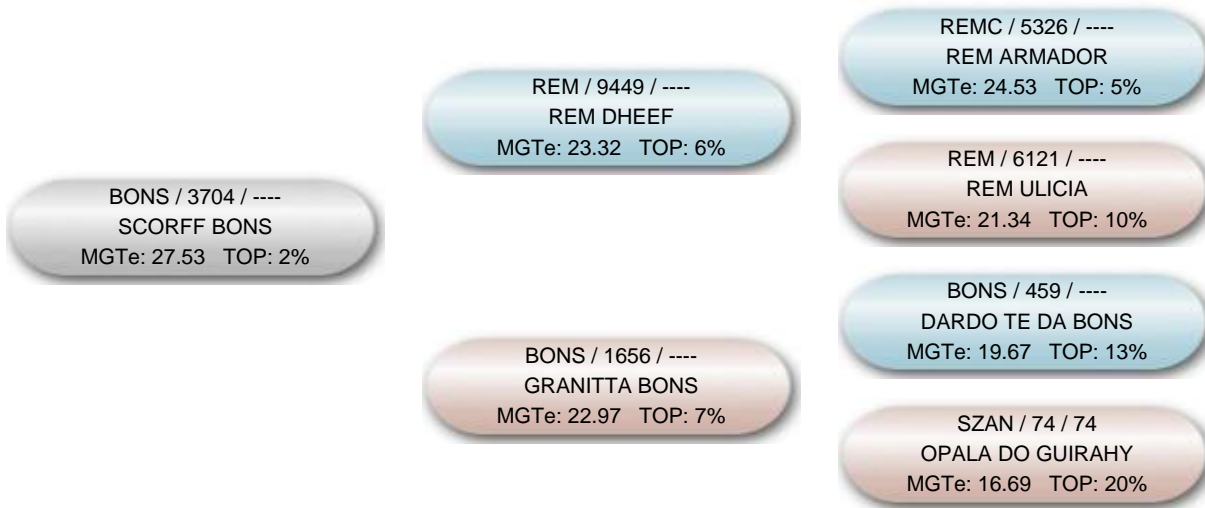 BONS / 3704 / ----
SCORFF BONS
MGTe: 27.53 TOP: 2%
REM / 9449 / ----
REM DHEEF
MGTe: 23.32 TOP: 6%
BONS / 1656 / ----
GRANITTA BONS
MGTe: 22.97 TOP: 7%
REMC / 5326 / ----
REM ARMADOR
MGTe: 24.53 TOP: 5%
REM / 6121 / ----
REM ULICIA
MGTe: 21.34 TOP: 10%
BONS / 459 / ----
DARDO TE DA BONS
MGTe: 19.67 TOP: 13%
SZAN / 74 / 74
OPALA DO GUIRAHY
MGTe: 16.69 TOP: 20%